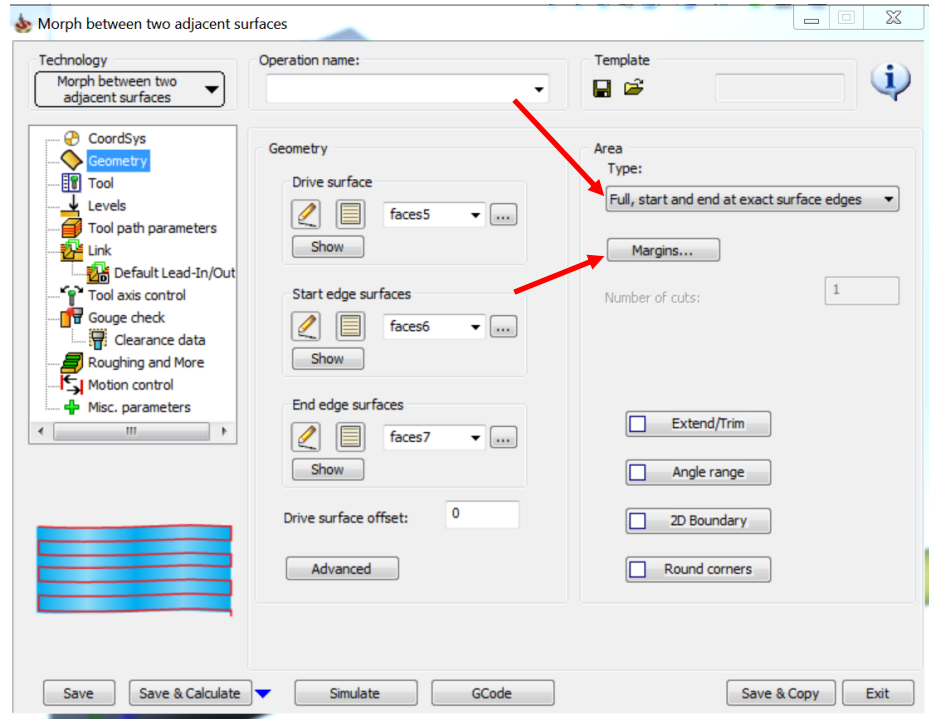 Morph between two adjacent surfaces
Technology
Morph between two
adjacent surfaces
Operation name:
Template
CoordSys
Geometry
Tool
Levels
Tool path parameters
Link
Default Lead-In/Out
Tool axis control
Gouge check
Clearance data
Roughing and More
Motion control
Misc. parameters
Geometry
Drive surface
faces5
...
Show
Start edge surfaces
faces6
...
Show
End edge surfaces
faces7
...
Show
Drive surface offset:
0
Advanced
Area
Type:
Full, start and end at exact surface edges
Margins...
Number of cuts:
1
Extend/Trim
Angle range
2D Boundary
Round corners
Save
Save & Calculate
Simulate
GCode
Save & Copy
Exit